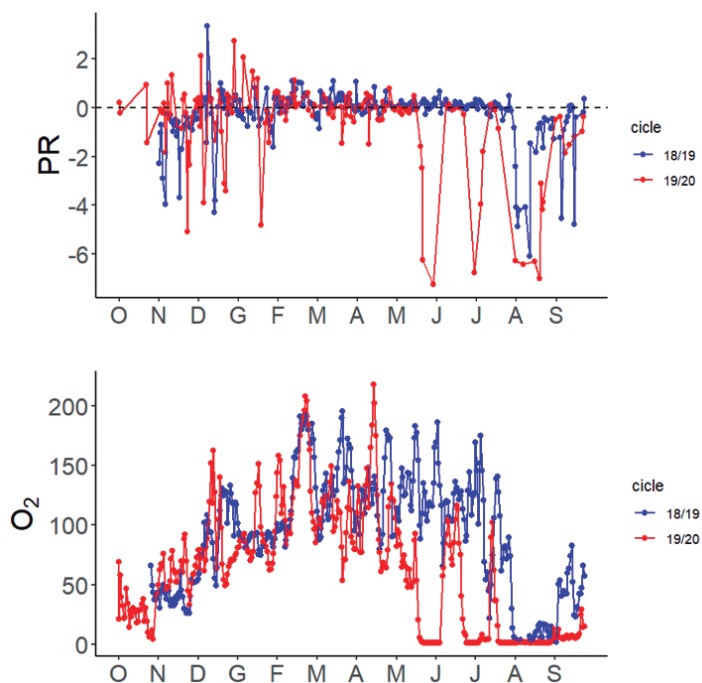 2
0
-2
-4
-6
PR
O N D G F M A M J J A S
cicle
18/19
19/20
200
150
100
50
0
O₂
O N D G F M A M J J A S
cicle
18/19
19/20